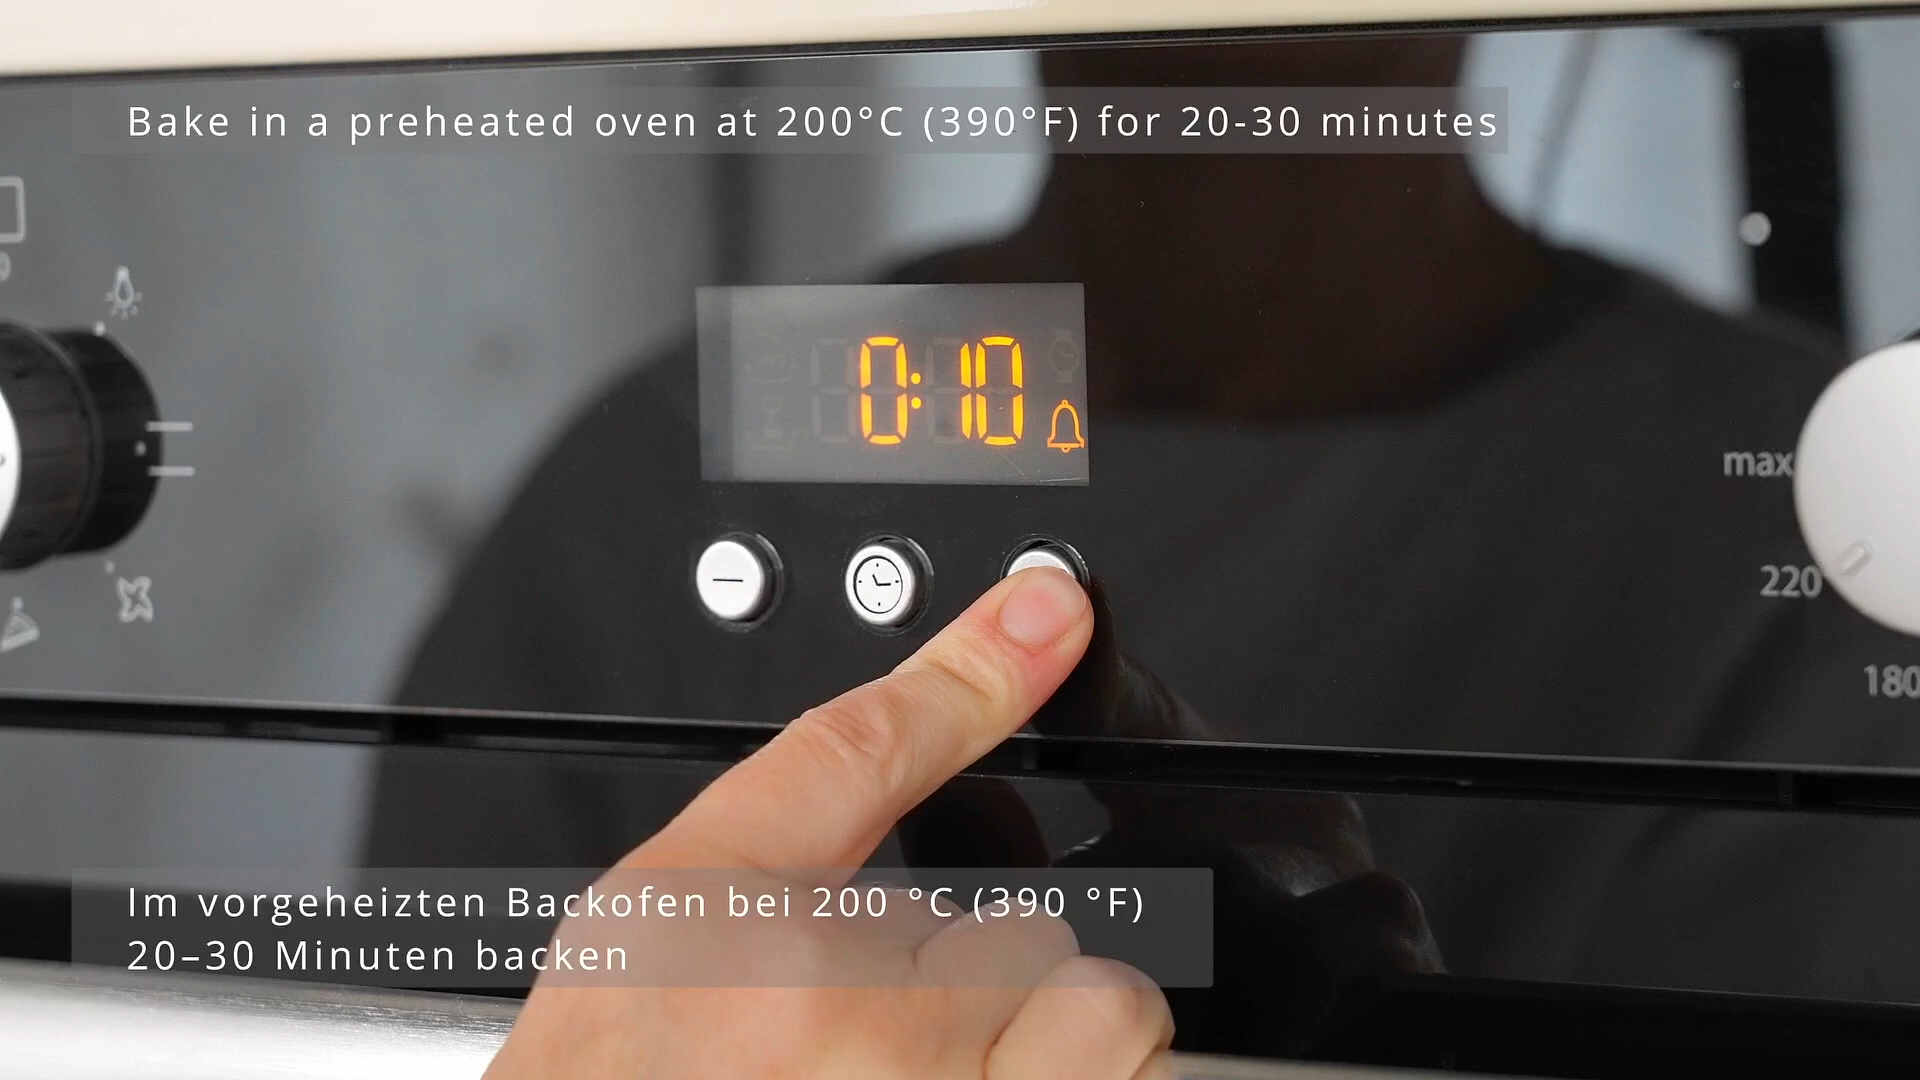 Bake in a preheated oven at 200°C (390°F) for 20-30 minutes
0:10
max
220
180
Im vorgeheizten Backofen bei 200 °C (390 °F)
20–30 Minuten backen